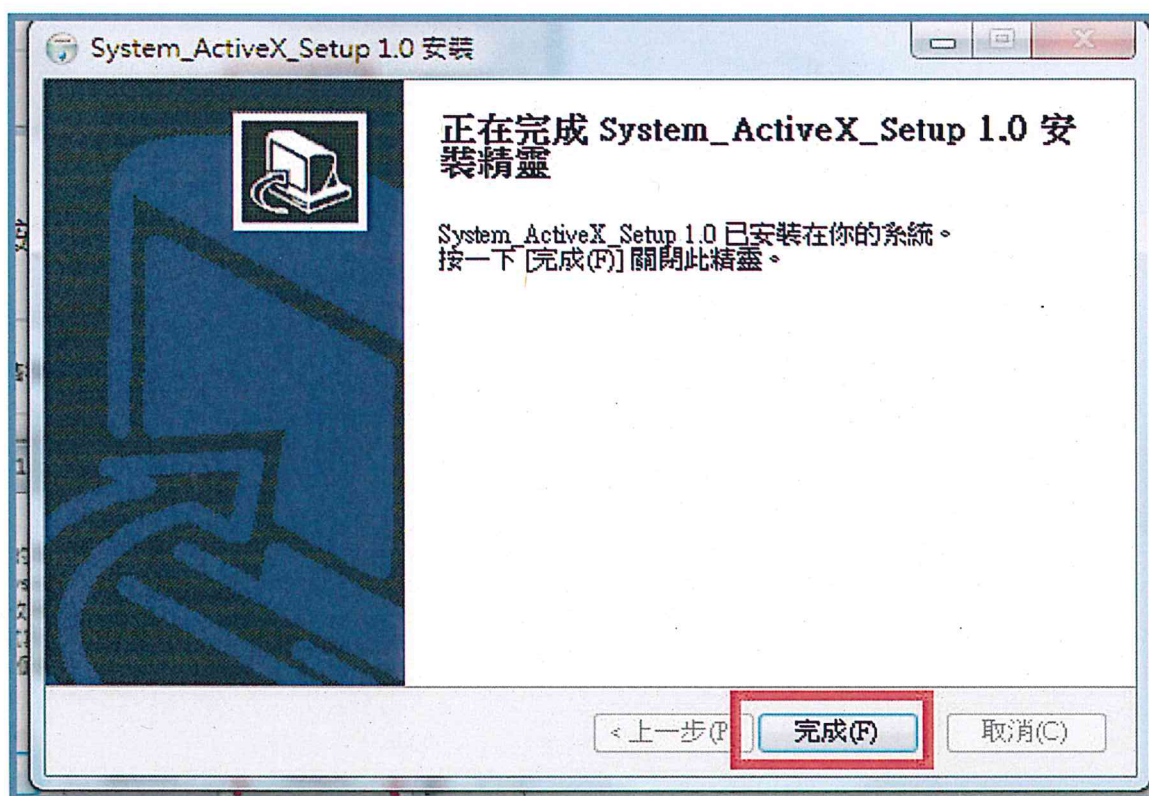 System_ActiveX_Setup 1.0 安裝
正在完成 System_ActiveX_Setup 1.0 安
裝精靈
System_ActiveX_Setup 1.0 已安裝在你的系統。
按一下 [完成(F)] 關閉此精靈。
< 上一步(P
完成(F)
取消(C)